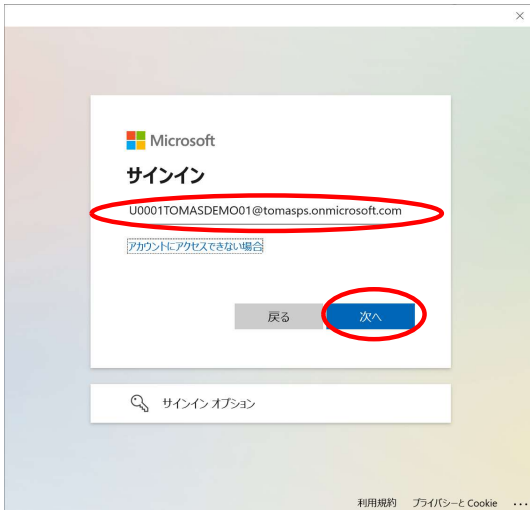 Microsoft
サインイン
U0001TOMASDEMO01@tomasps.onmicrosoft.com
アカウントにアクセスできない場合
戻る 次へ
サインイン オプション
利用規約 プライバシーと Cookie ...